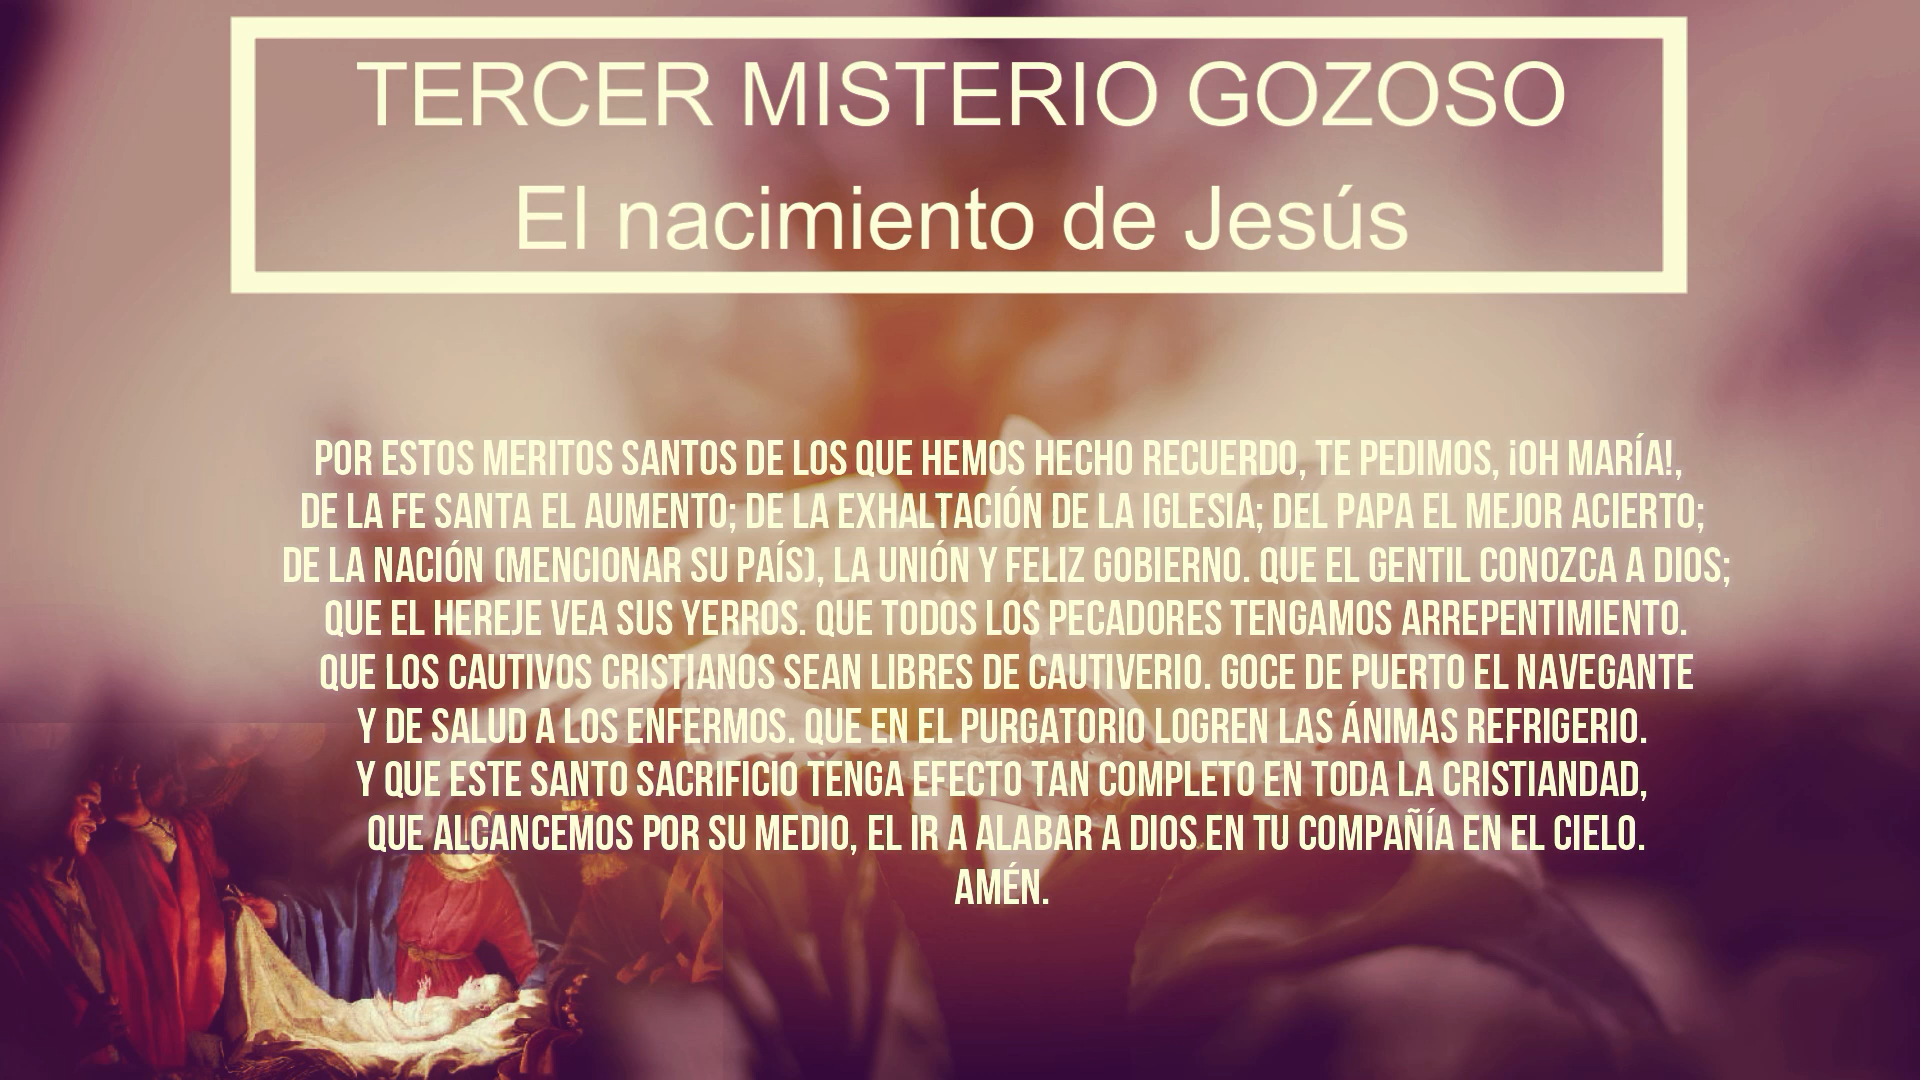 TERCER MISTERIO GOZOSO
El nacimiento de Jesús
POR ESTOS MERITOS SANTOS DE LOS QUE HEMOS HECHO RECUERDO, TE PEDIMOS, ¡OH MARÍA!,
DE LA FE SANTA EL AUMENTO; DE LA EXHALTACIÓN DE LA IGLESIA; DEL PAPA EL MEJOR ACIERTO;
DE LA NACIÓN (MENCIONAR SU PAÍS), LA UNIÓN Y FELIZ GOBIERNO. QUE EL GENTIL CONOZCA A DIOS;
QUE EL HEREJE VEA SUS YERROS. QUE TODOS LOS PECADORES TENGAMOS ARREPENTIMIENTO.
QUE LOS CAUTIVOS CRISTIANOS SEAN LIBRES DE CAUTIVERIO. GOCE DE PUERTO EL NAVEGANTE
Y DE SALUD A LOS ENFERMOS. QUE EN EL PURGATORIO LOGREN LAS ÁNIMAS REFRIGERIO.
Y QUE ESTE SANTO SACRIFICIO TENGA EFECTO TAN COMPLETO EN TODA LA CRISTIANDAD,
QUE ALCANCEMOS POR SU MEDIO, EL IR A ALABAR A DIOS EN TU COMPAÑÍA EN EL CIELO.
AMÉN.